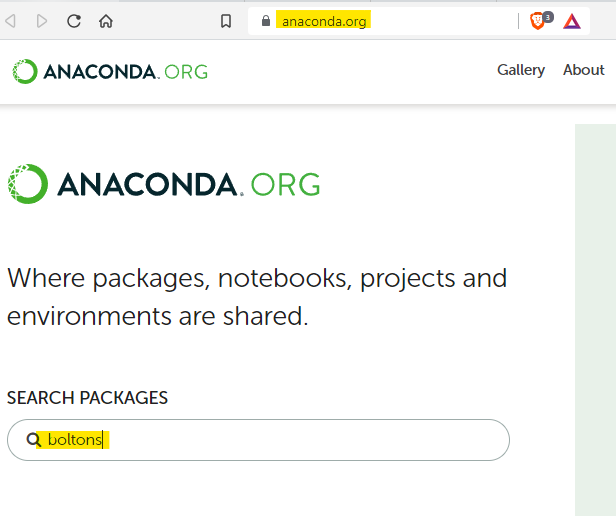 anaconda.org
3
ANACONDA.ORG
Gallery About
ANACONDA.ORG
Where packages, notebooks, projects and
environments are shared.
SEARCH PACKAGES
boltons